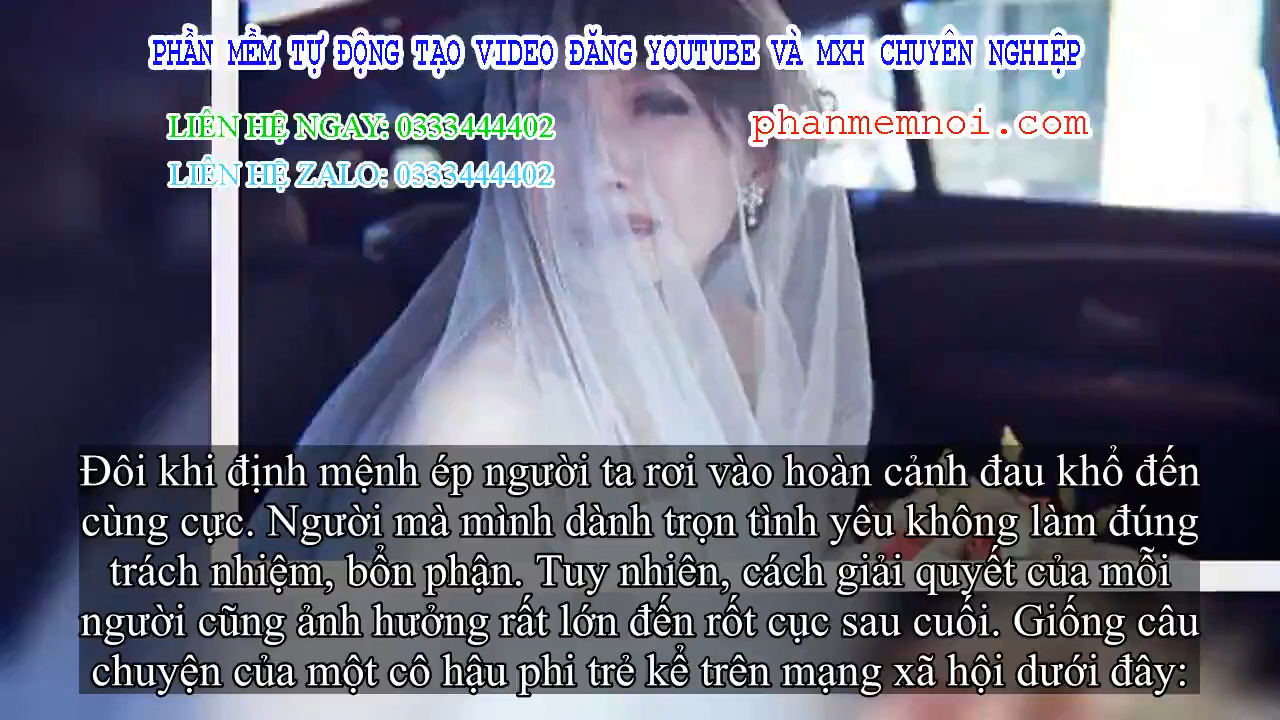 PHẦN MỀM TỰ ĐỘNG TẠO VIDEO ĐĂNG YOUTUBE VÀ MXH CHUYÊN NGHIỆP
LIÊN HỆ NGAY: 0333444402
phanmemnoi.com
LIÊN HỆ ZALO: 0333444402
Đôi khi định mệnh ép người ta rơi vào hoàn cảnh đau khổ đến
cùng cực. Người mà mình dành trọn tình yêu không làm đúng
trách nhiệm, bổn phận. Tuy nhiên, cách giải quyết của mỗi
người cũng ảnh hưởng rất lớn đến rốt cục sau cuối. Giống câu
chuyện của một cô hậu phi trẻ kể trên mạng xã hội dưới đây: